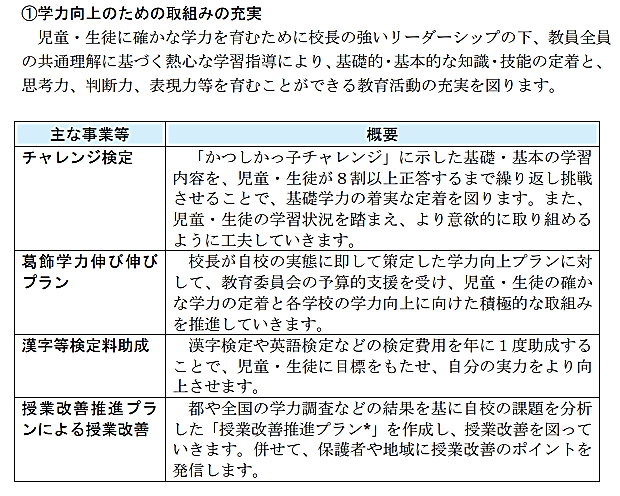 ①学力向上のための取組みの充実
児童・生徒に確かな学力を育むために校長の強いリーダーシップの下、教員全員
の共通理解に基づく熱心な学習指導により、基礎的・基本的な知識・技能の定着と、
思考力、判断力、表現力等を育むことができる教育活動の充実を図ります。
主な事業等
概要
チャレンジ検定
「かつしかっ子チャレンジ」に示した基礎・基本の学習
内容を、児童・生徒が８割以上正答するまで繰り返し挑戦
させることで、基礎学力の着実な定着を図ります。また、
児童・生徒の学習状況を踏まえ、より意欲的に取り組める
ように工夫していきます。
葛飾学力伸び伸び
プラン
校長が自校の実態に即して策定した学力向上プランに対
して、教育委員会の予算的支援を受け、児童・生徒の確か
な学力の定着と各学校の学力向上に向けた積極的な取組み
を推進していきます。
漢字等検定料助成
漢字検定や英語検定などの検定費用を年に１度助成する
ことで、児童・生徒に目標をもたせ、自分の実力をより向
上させます。
授業改善推進プラ
ンによる授業改善
都や全国の学力調査などの結果を基に自校の課題を分析
した「授業改善推進プラン*」を作成し、授業改善を図って
いきます。併せて、保護者や地域に授業改善のポイントを
発信します。